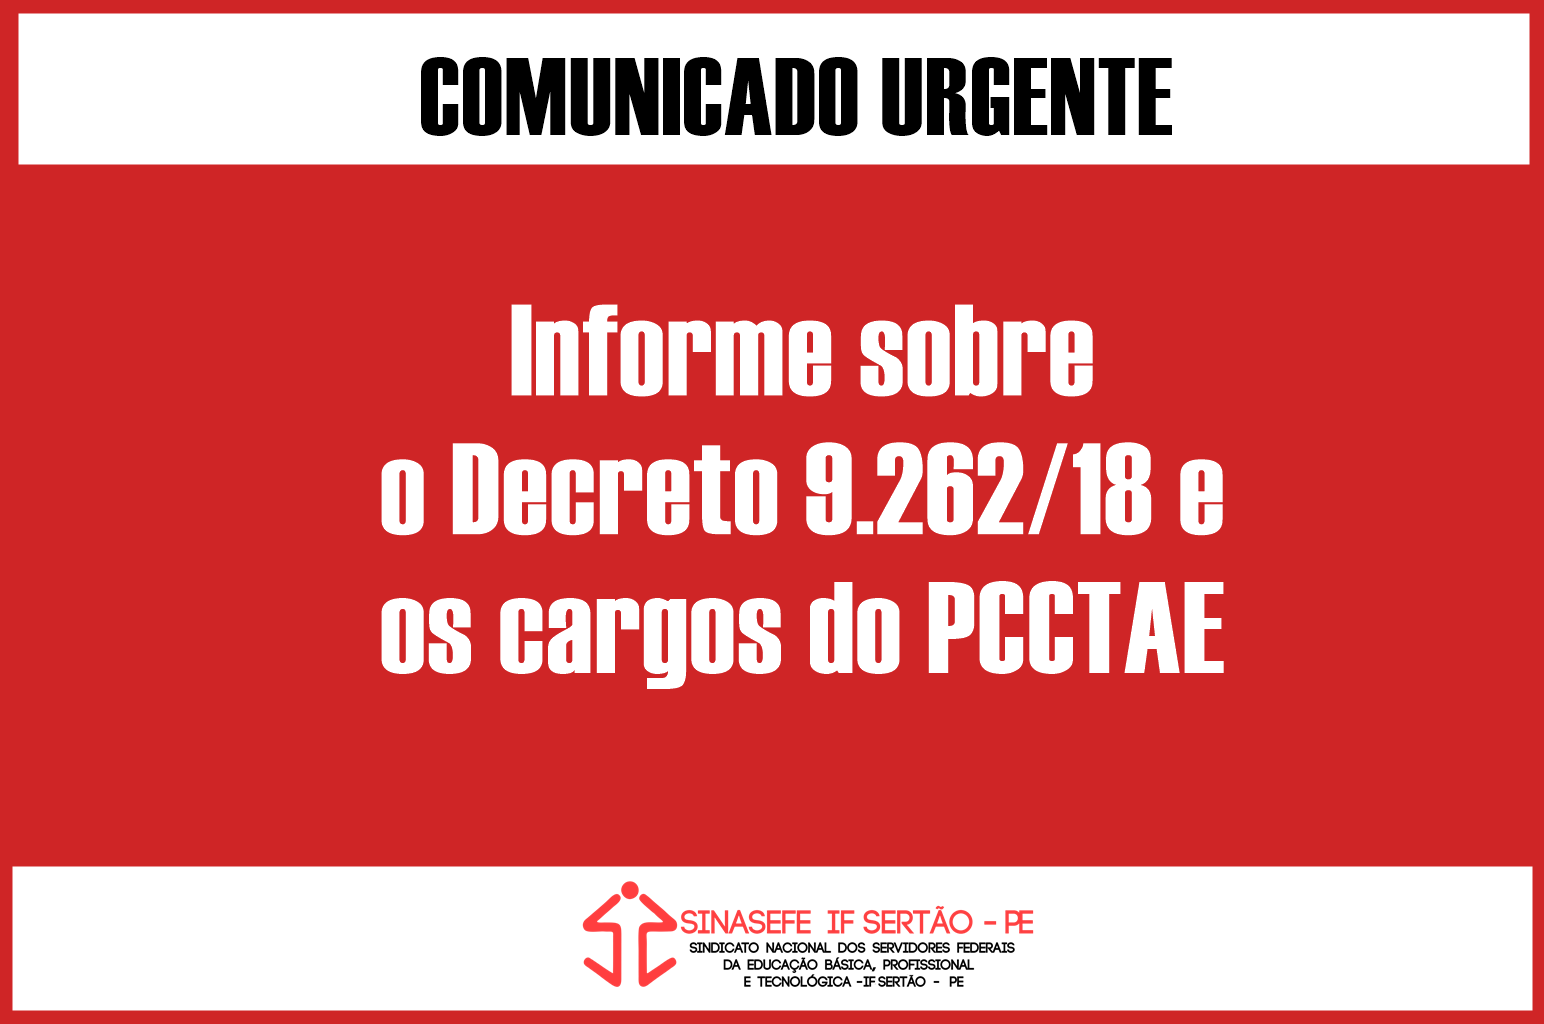 COMUNICADO URGENTE
Informe sobre
o Decreto 9.262/18 e
os cargos do PCCTAE
SINASEFE IF SERTÃO - PE
SINDICATO NACIONAL DOS SERVIDORES FEDERAIS
DA EDUCAÇÃO BÁSICA, PROFISSIONAL
E TECNOLÓGICA -IF SERTÃO - PE